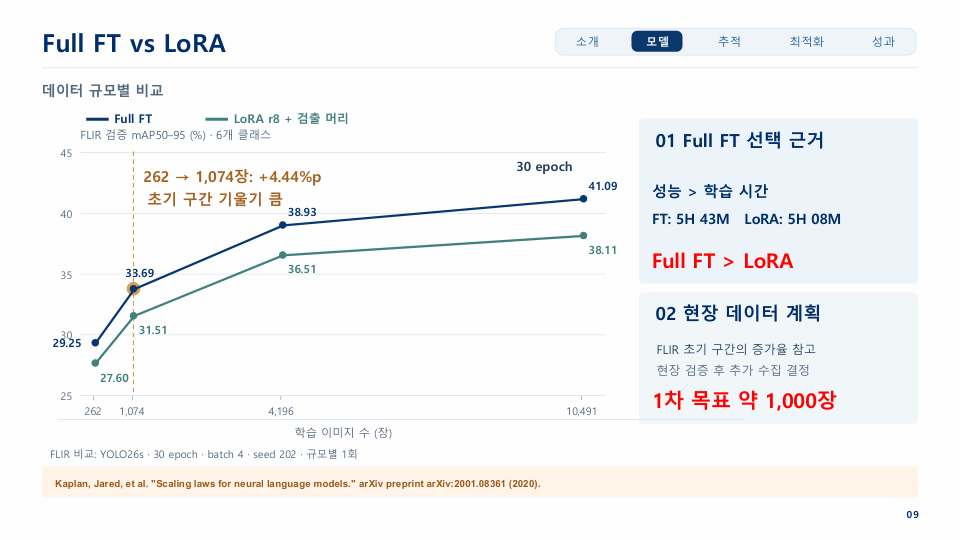 Full FT vs LoRA
소개 모델 추적 최적화 성과
데이터 규모별 비교
Full FT LoRA r8 + 검출 머리
FLIR 검증 mAP50–95 (%) · 6개 클래스
45
40
35
30
25
262 → 1,074장: +4.44%p
초기 구간 기울기 큼
30 epoch
29.25
33.69
38.93
41.09
27.60
31.51
36.51
38.11
262 1,074 4,196 10,491
학습 이미지 수 (장)
FLIR 비교: YOLO26s · 30 epoch · batch 4 · seed 202 · 규모별 1회
01 Full FT 선택 근거
성능 > 학습 시간
FT: 5H 43M LoRA: 5H 08M
Full FT > LoRA
02 현장 데이터 계획
FLIR 초기 구간의 증가율 참고
현장 검증 후 추가 수집 결정
1차 목표 약 1,000장
Kaplan, Jared, et al. "Scaling laws for neural language models." arXiv preprint arXiv:2001.08361 (2020).
09